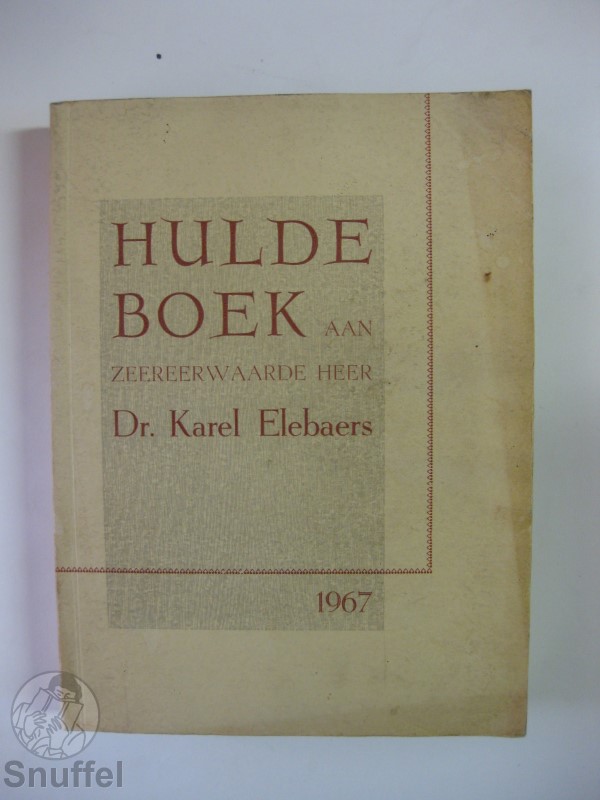 HULDE
BOEK AAN
ZEEREERWAARDE HEER
Dr. Karel Elebaers
1967
Snuffel